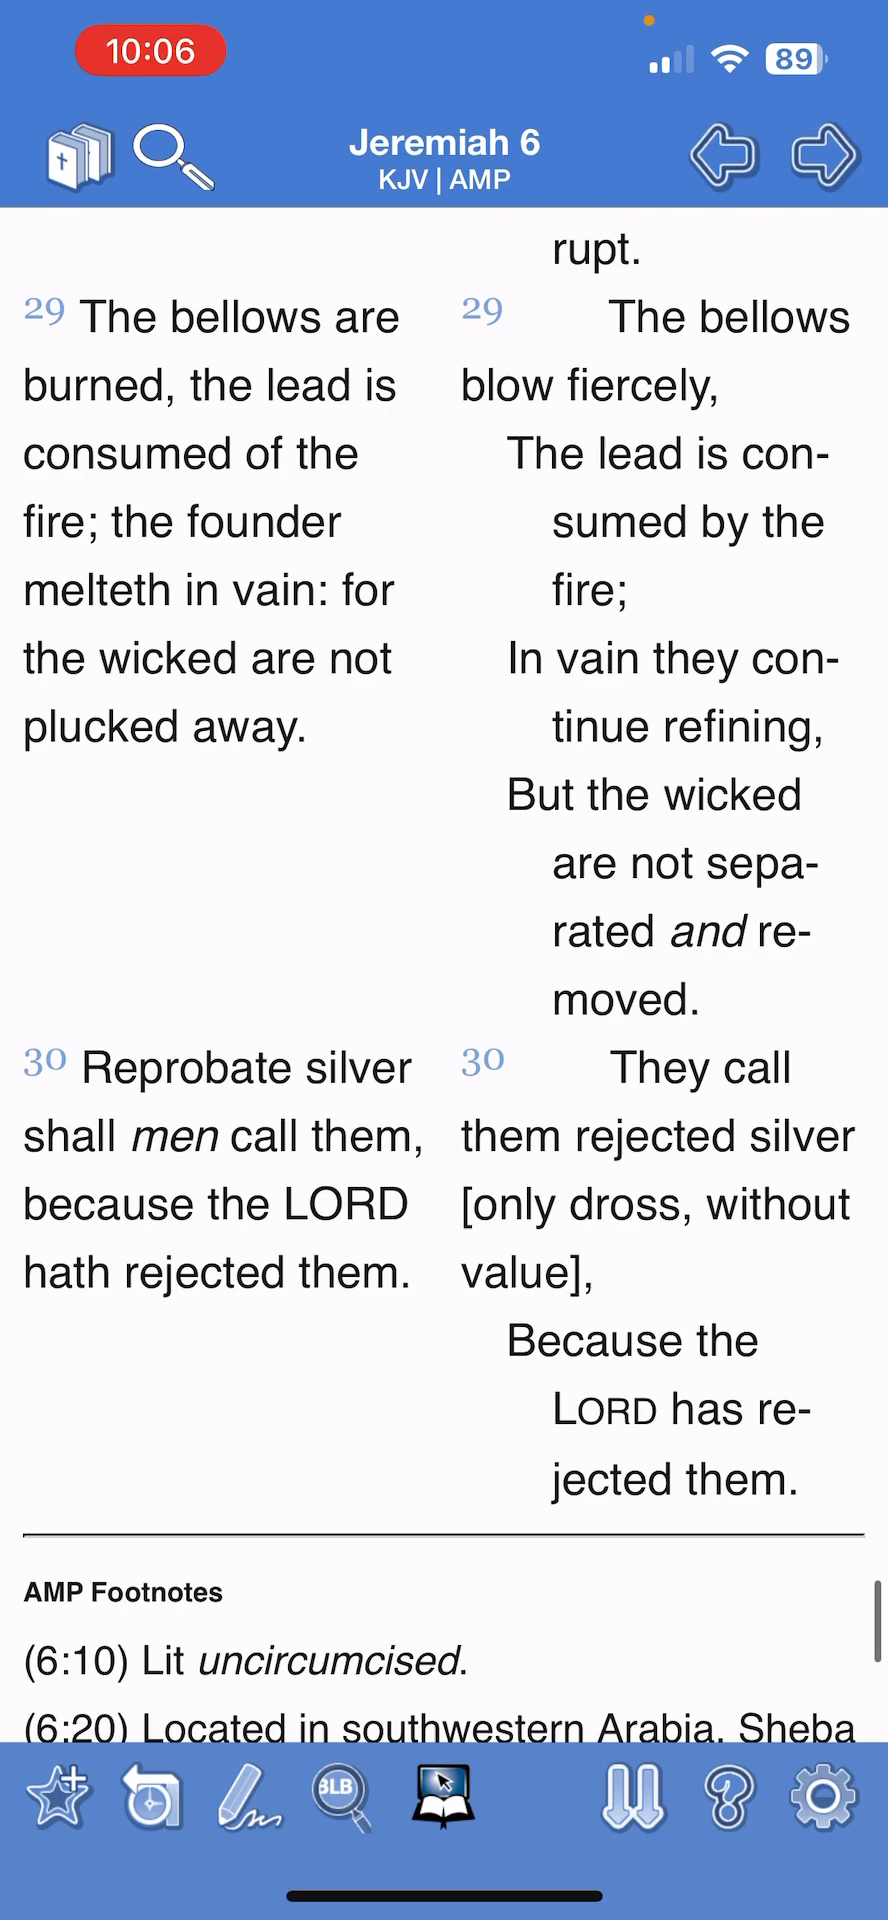 10:06
89
Jeremiah 6
KJV | AMP
29 The bellows are
burned, the lead is
consumed of the
fire; the founder
melteth in vain: for
the wicked are not
plucked away.
30 Reprobate silver
shall men call them,
because the LORD
hath rejected them.
rupt.
29 The bellows
blow fiercely,
The lead is con-
sumed by the
fire;
In vain they con-
tinue refining,
But the wicked
are not sepa-
rated and re-
moved.
30 They call
them rejected silver
[only dross, without
value],
Because the
LORD has re-
jected them.
AMP Footnotes
(6:10) Lit uncircumcised.
(6:20) Located in southwestern Arabia. Sheba
BLB